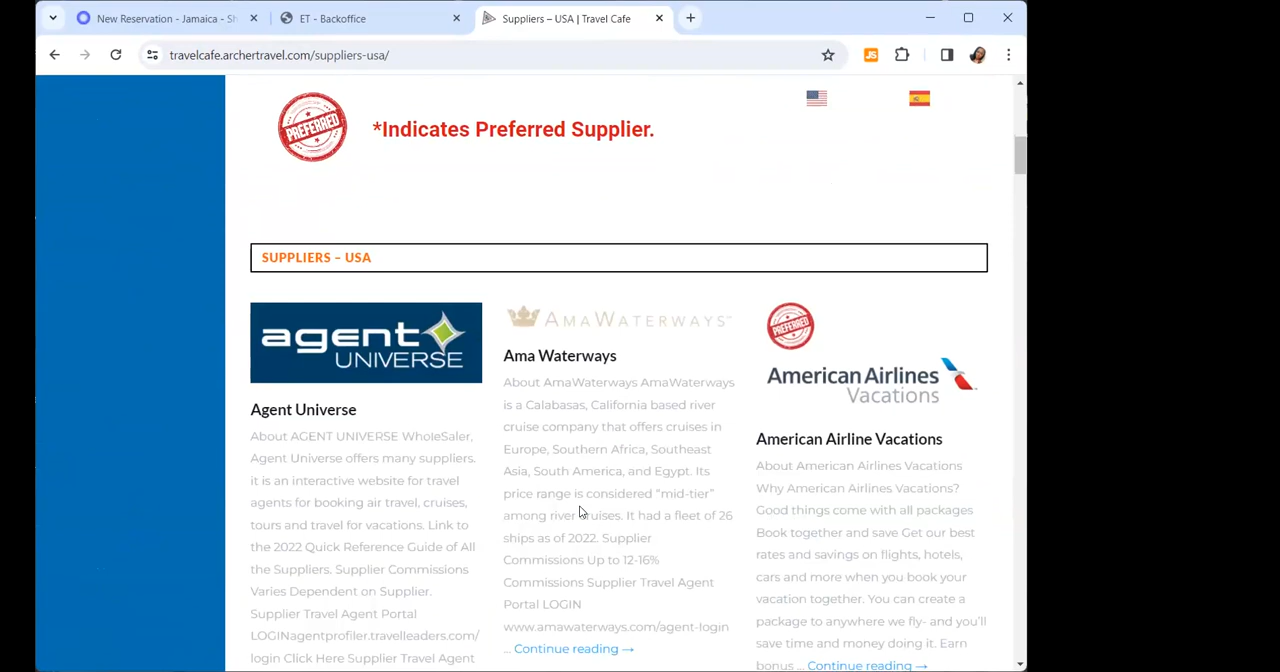 New Reservation - Jamaica - Sh
ET - Backoffice
Suppliers – USA | Travel Cafe
travelcafe.archertravel.com/suppliers-usa/
JS
PREFERRED
*Indicates Preferred Supplier.
SUPPLIERS – USA
agent
UNIVERSE
Agent Universe
About AGENT UNIVERSE WholeSaler,
Agent Universe offers many suppliers.
it is an interactive website for travel
agents for booking air travel, cruises,
tours and travel for vacations. Link to
the 2022 Quick Reference Guide of All
the Suppliers. Supplier Commissions
Varies Dependent on Supplier.
Supplier Travel Agent Portal
LOGINagentprofiler.travelleaders.com/
login Click Here Supplier Travel Agent
AMAWATERWAYS™
Ama Waterways
About AmaWaterways AmaWaterways
is a Calabasas, California based river
cruise company that offers cruises in
Europe, Southern Africa, Southeast
Asia, South America, and Egypt. Its
price range is considered "mid-tier"
among river cruises. It had a fleet of 26
ships as of 2022. Supplier
Commissions Up to 12-16%
Commissions Supplier Travel Agent
Portal LOGIN
www.amawaterways.com/agent-login
... Continue reading →
PREFERRED
American Airlines
Vacations
American Airline Vacations
About American Airlines Vacations
Why American Airlines Vacations?
Good things come with all packages
Book together and save Get our best
rates and savings on flights, hotels,
cars and more when you book your
vacation together. You can create a
package to anywhere we fly- and you'll
save time and money doing it. Earn
bonus ... Continue reading →